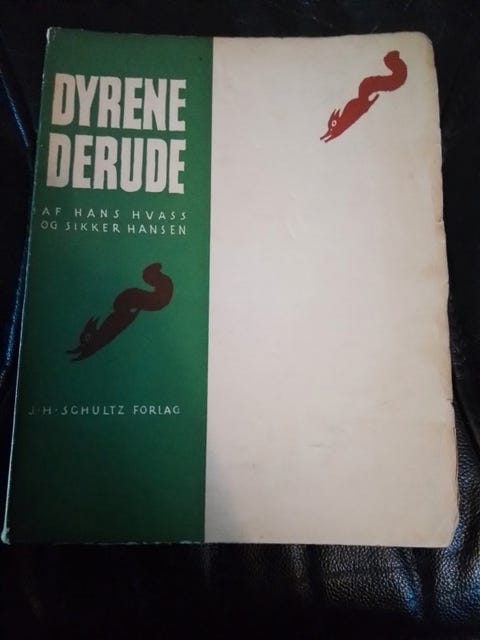 DYRENE
DERUDE
AF HANS HVASS
OG SIKKER HANSEN
J·H·SCHULTZ FORLAG